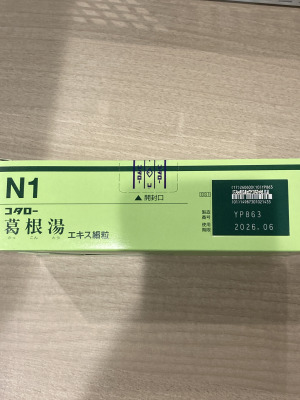 N1
コタロー
葛根湯
かっ こん とう
エキス細粒
▲開封口
製造番号
YP863
使用期限
2026.06